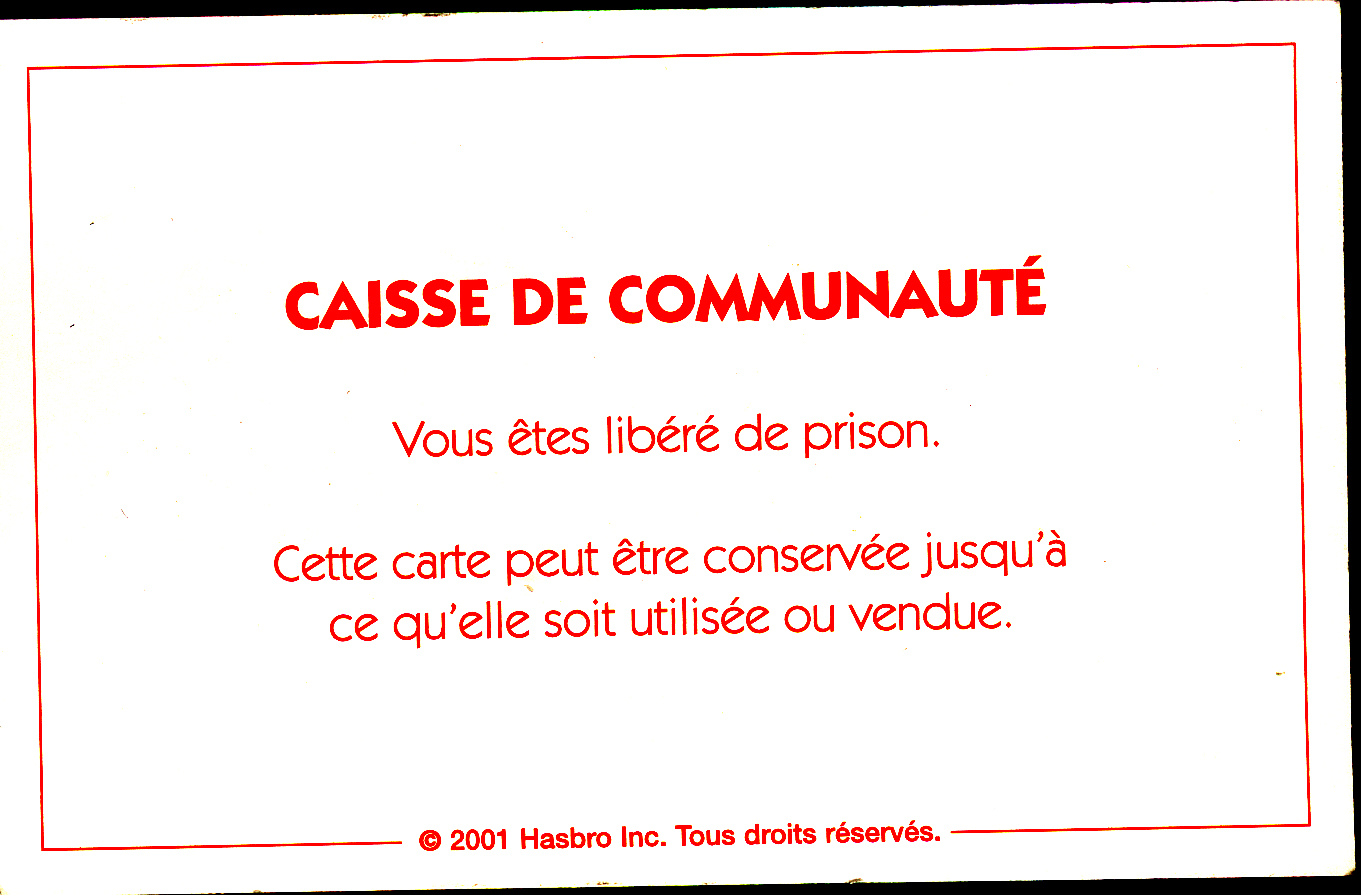 CAISSE DE COMMUNAUTÉ
Vous êtes libéré de prison.
Cette carte peut être conservée jusqu'à
ce qu'elle soit utilisée ou vendue.
© 2001 Hasbro Inc. Tous droits réservés.